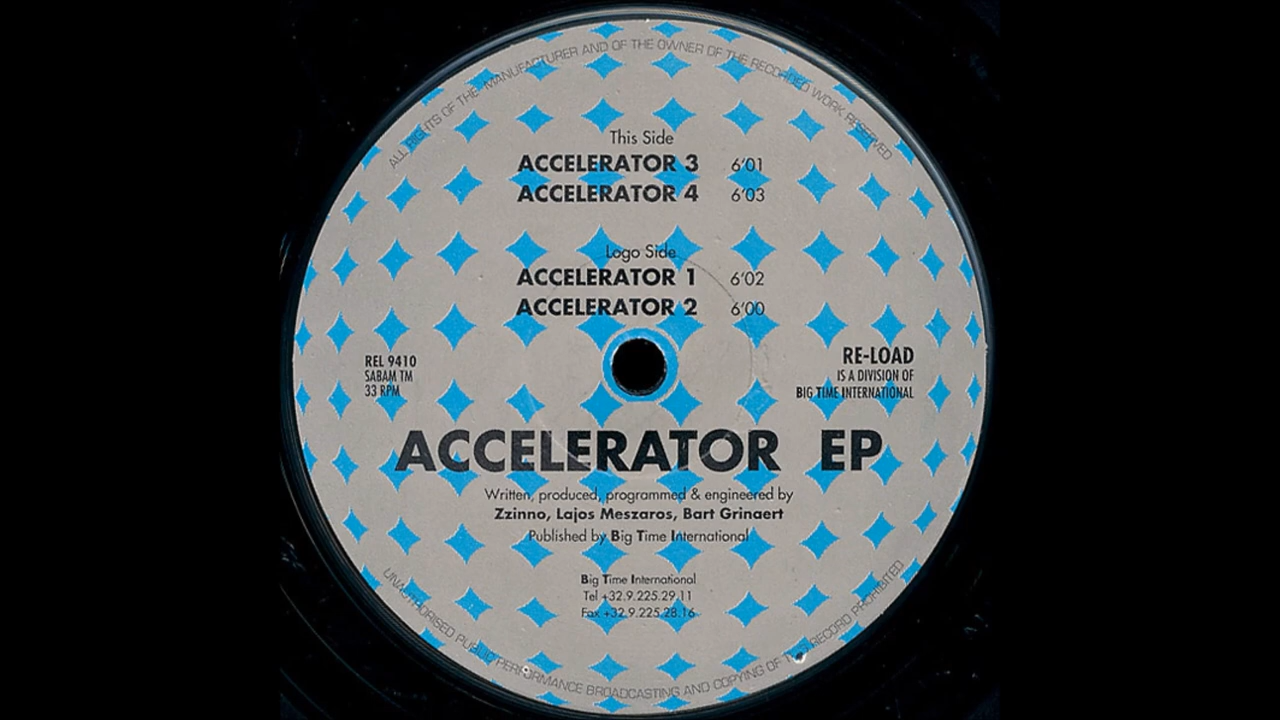 ALL RIGHTS OF THE MANUFACTURER AND OF THE OWNER OF THE RECORDED WORK RESERVED
This Side
ACCELERATOR 3 6'01
ACCELERATOR 4 6'03
Logo Side
ACCELERATOR 1 6'02
ACCELERATOR 2 6'00
REL 9410
SABAM TM
33 RPM
RE-LOAD
IS A DIVISION OF
BIG TIME INTERNATIONAL
ACCELERATOR EP
Written, produced, programmed & engineered by
Zzinno, Lajos Meszaros, Bart Grinaert
Published by Big Time International
Big Time International
Tel +32.9.225.29.11
Fax +32.9.225.28.16
UNAUTHORISED PUBLIC PERFORMANCE BROADCASTING AND COPYING OF THIS RECORD PROHIBITED